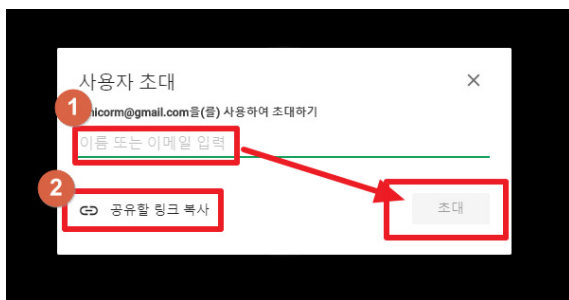 사용자 초대
1
@gmail.com을(를) 사용하여 초대하기
이름 또는 이메일 입력
2
공유할 링크 복사
초대